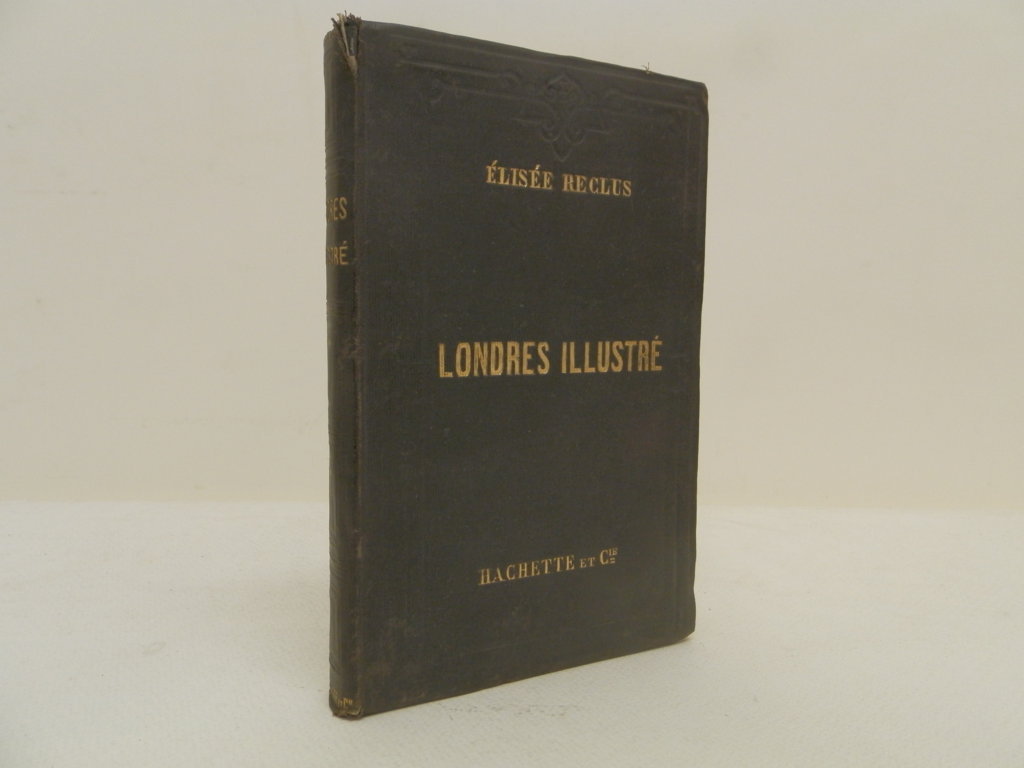 ÉLISÉE RECLUS
LONDRES ILLUSTRÉ
HACHETTE ET CIE